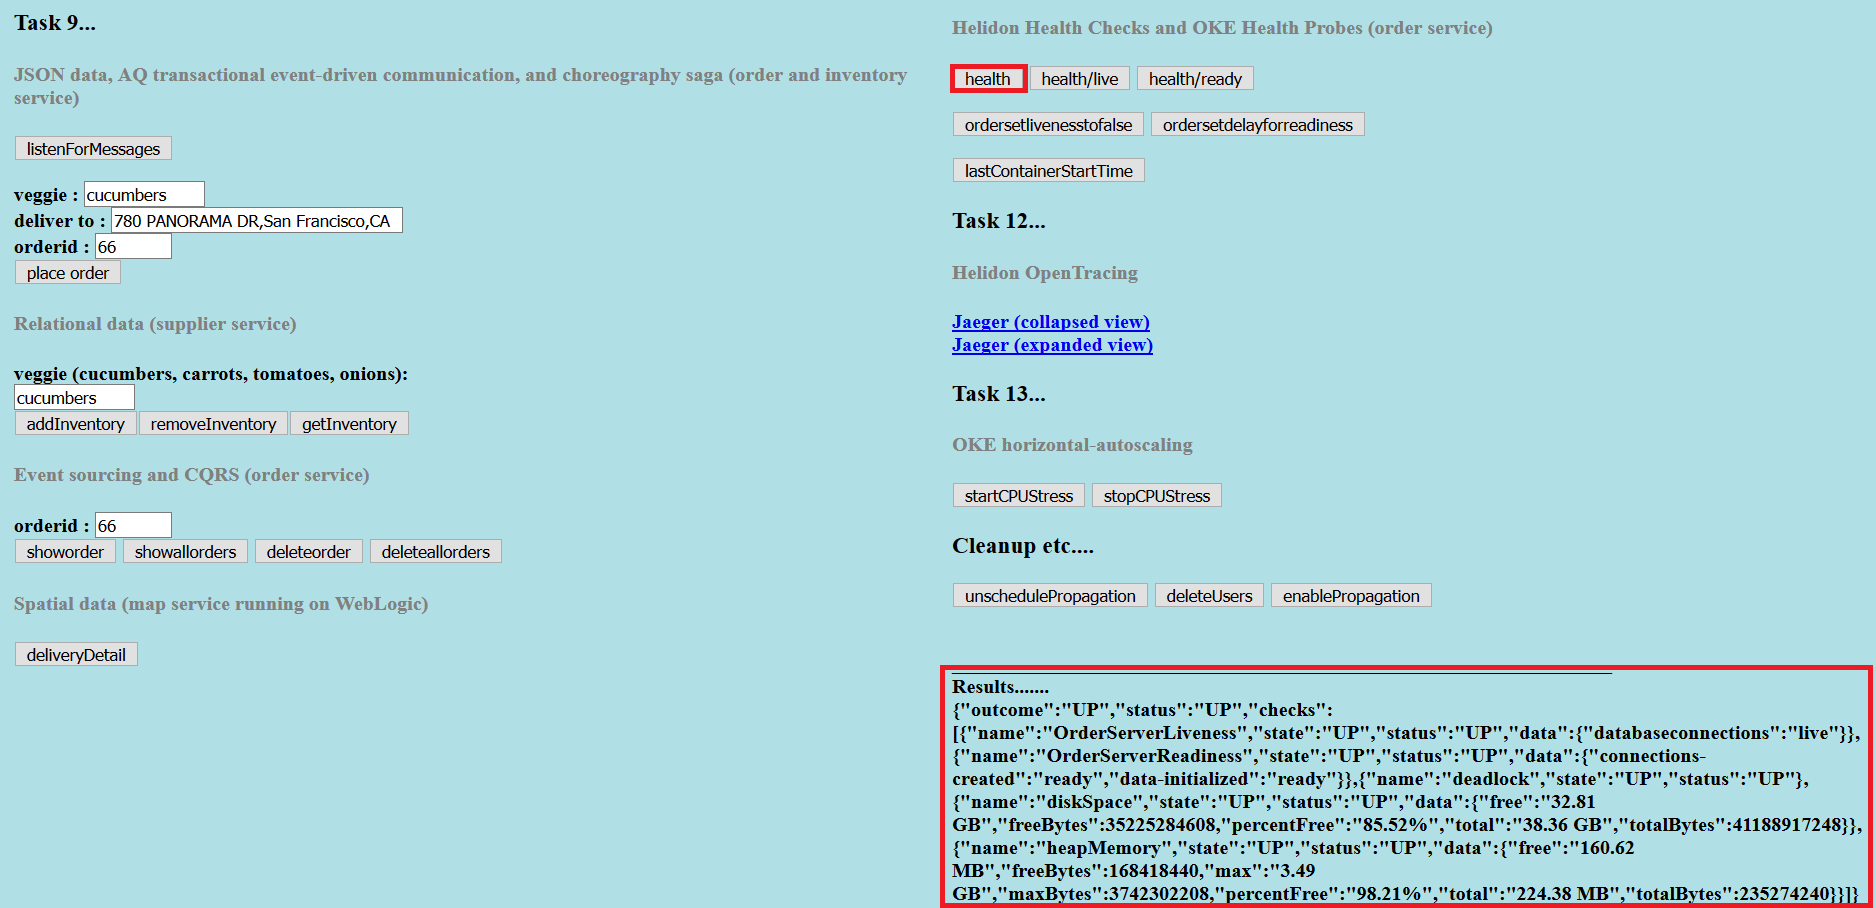 Task 9...
JSON data, AQ transactional event-driven communication, and choreography saga (order and inventory
service)
listenForMessages
veggie : cucumbers
deliver to : 780 PANORAMA DR,San Francisco,CA
orderid : 66
place order
Relational data (supplier service)
veggie (cucumbers, carrots, tomatoes, onions):
cucumbers
addInventory removeInventory getInventory
Event sourcing and CQRS (order service)
orderid : 66
showorder showallorders deleteorder deleteallorders
Spatial data (map service running on WebLogic)
deliveryDetail
Helidon Health Checks and OKE Health Probes (order service)
health health/live health/ready
ordersetlivenesstofalse ordersetdelayforreadiness
lastContainerStartTime
Task 12...
Helidon OpenTracing
Jaeger (collapsed view)
Jaeger (expanded view)
Task 13...
OKE horizontal-autoscaling
startCPUStress stopCPUStress
Cleanup etc....
unschedulePropagation deleteUsers enablePropagation
Results.......
{"outcome":"UP","status":"UP","checks":
[{"name":"OrderServerLiveness","state":"UP","status":"UP","data":{"databaseconnections":"live"}},
{"name":"OrderServerReadiness","state":"UP","status":"UP","data":{"connections-
created":"ready","data-initialized":"ready"}},{"name":"deadlock","state":"UP","status":"UP"},
{"name":"diskSpace","state":"UP","status":"UP","data":{"free":"32.81
GB","freeBytes":35225284608,"percentFree":"85.52%","total":"38.36 GB","totalBytes":41188917248}},
{"name":"heapMemory","state":"UP","status":"UP","data":{"free":"160.62
MB","freeBytes":168418440,"max":"3.49
GB","maxBytes":3742302208,"percentFree":"98.21%","total":"224.38 MB","totalBytes":235274240}}]}